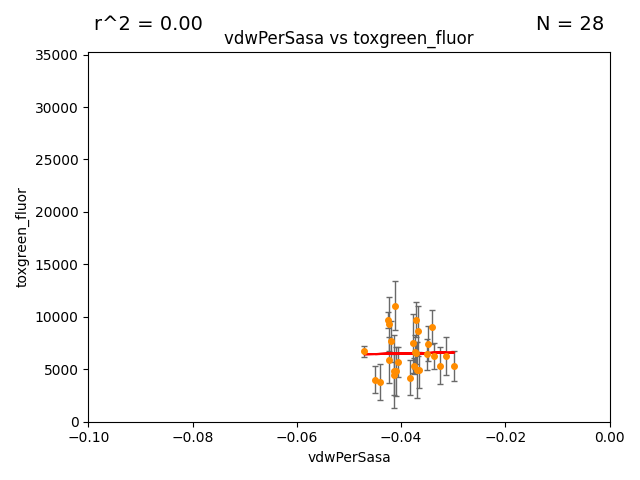 r^2 = 0.00
N = 28
vdwPerSasa vs toxgreen_fluor
35000
30000
25000
20000
15000
10000
5000
0
toxgreen_fluor
−0.10
−0.08
−0.06
−0.04
−0.02
0.00
vdwPerSasa